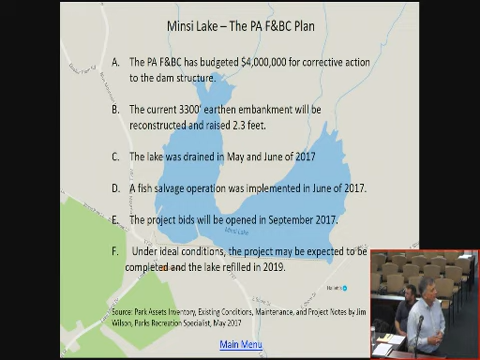 Minsi Lake – The PA F&BC Plan
A. The PA F&BC has budgeted $4,000,000 for corrective action
to the dam structure.
B. The current 3300' earthen embankment will be
reconstructed and raised 2.3 feet.
C. The lake was drained in May and June of 2017
D. A fish salvage operation was implemented in June of 2017.
E. The project bids will be opened in September 2017.
Minsi Lake
F. Under ideal conditions, the project may be expected to be
completed and the lake refilled in 2019.
Source: Park Assets Inventory, Existing Conditions, Maintenance, and Project Notes by Jim
Wilson, Parks Recreation Specialist, May 2017
Main Menu